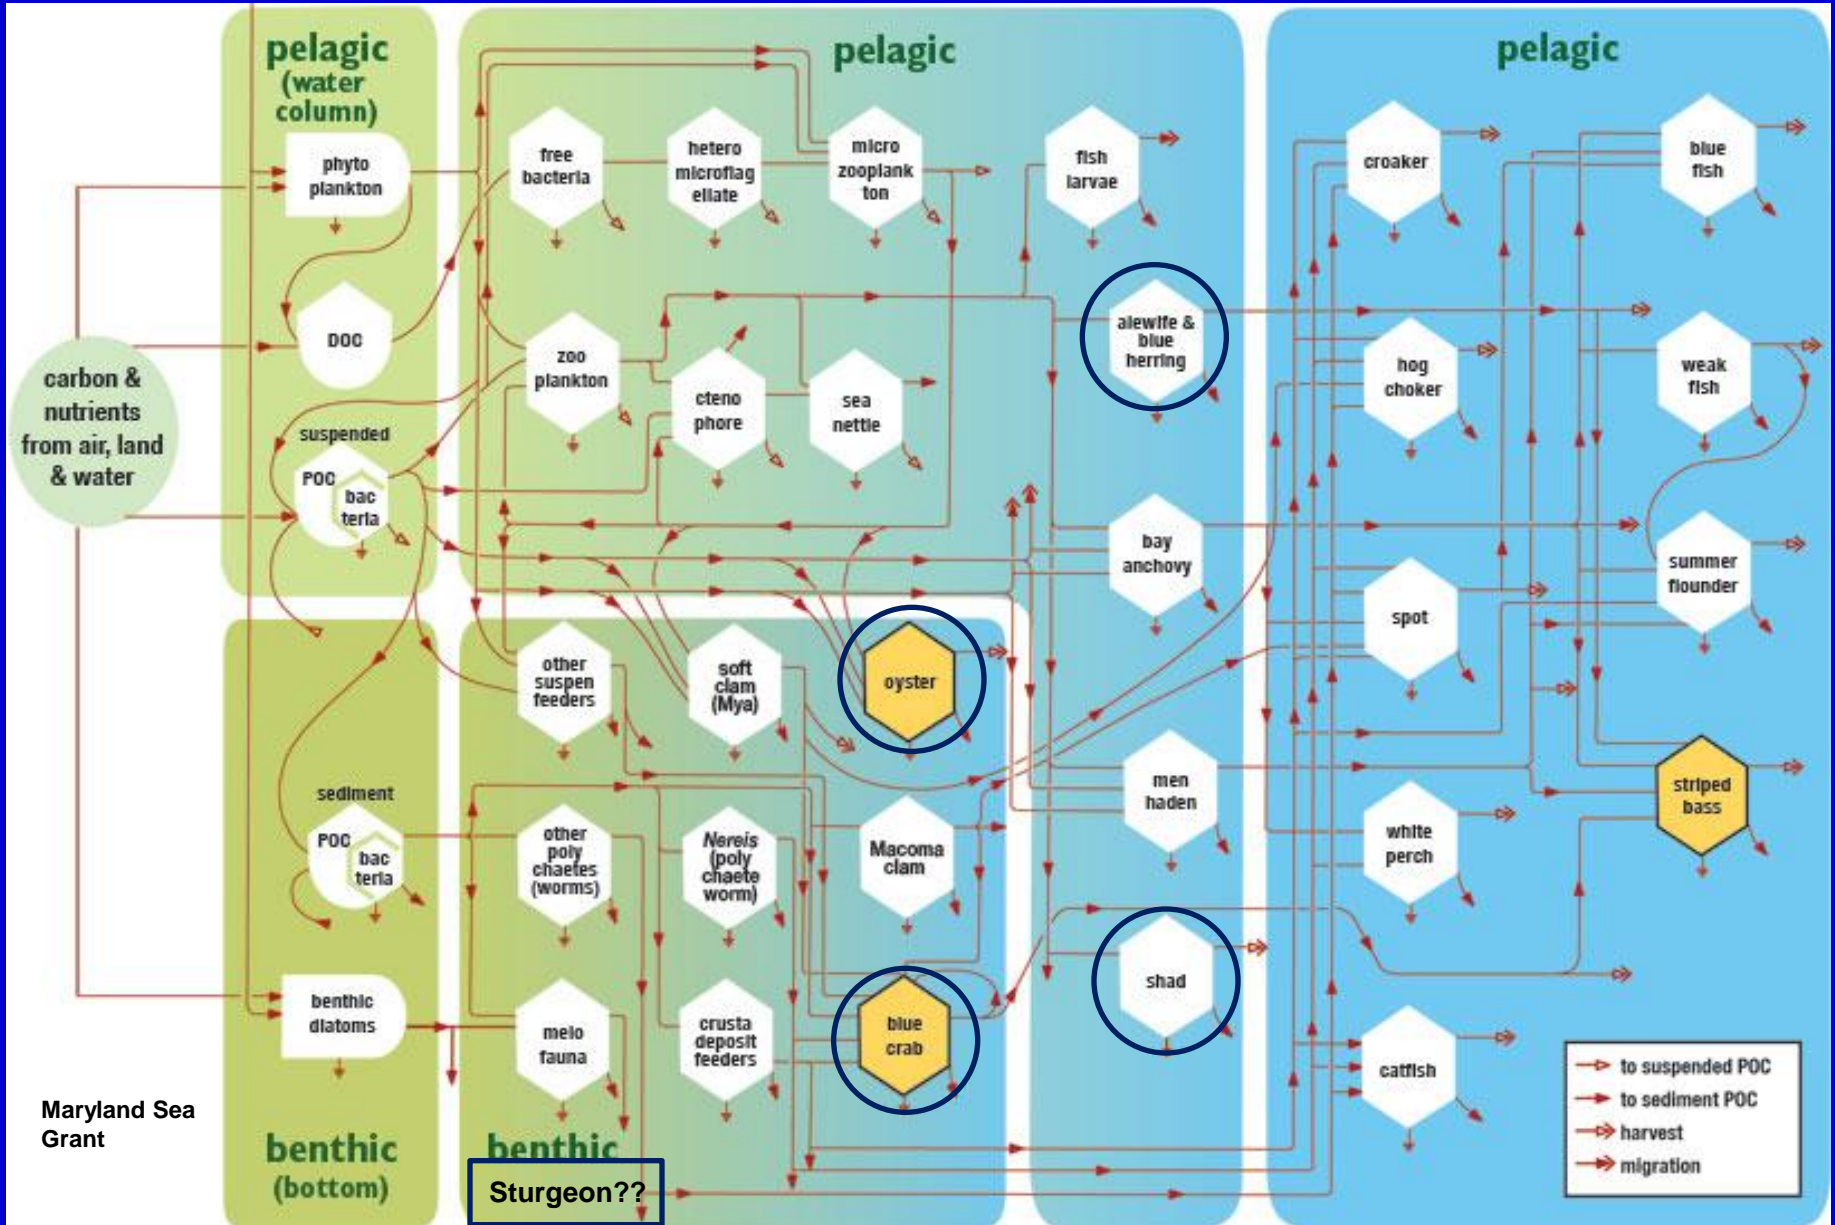 pelagic
(water
column)
phyto
plankton
DOC
carbon &
nutrients
from air, land
& water
suspended
POC
bac
teria
pelagic
free
bacteria
hetero
microflag
ellate
micro
zooplank
ton
fish
larvae
zoo
plankton
cteno
phore
sea
nettle
alewife &
blue
herring
bay
anchovy
men
haden
shad
pelagic
croaker
blue
fish
hog
choker
weak
fish
spot
summer
flounder
white
perch
striped
bass
catfish
sediment
POC
bac
teria
benthic
diatoms
benthic
(bottom)
other
suspen
feeders
soft
clam
(Mya)
oyster
other
poly
chaetes
(worms)
Nereis
(poly
chaete
worm)
Macoma
clam
meio
fauna
crusta
deposit
feeders
blue
crab
benthic
Sturgeon??
Maryland Sea
Grant
to suspended POC
to sediment POC
harvest
migration